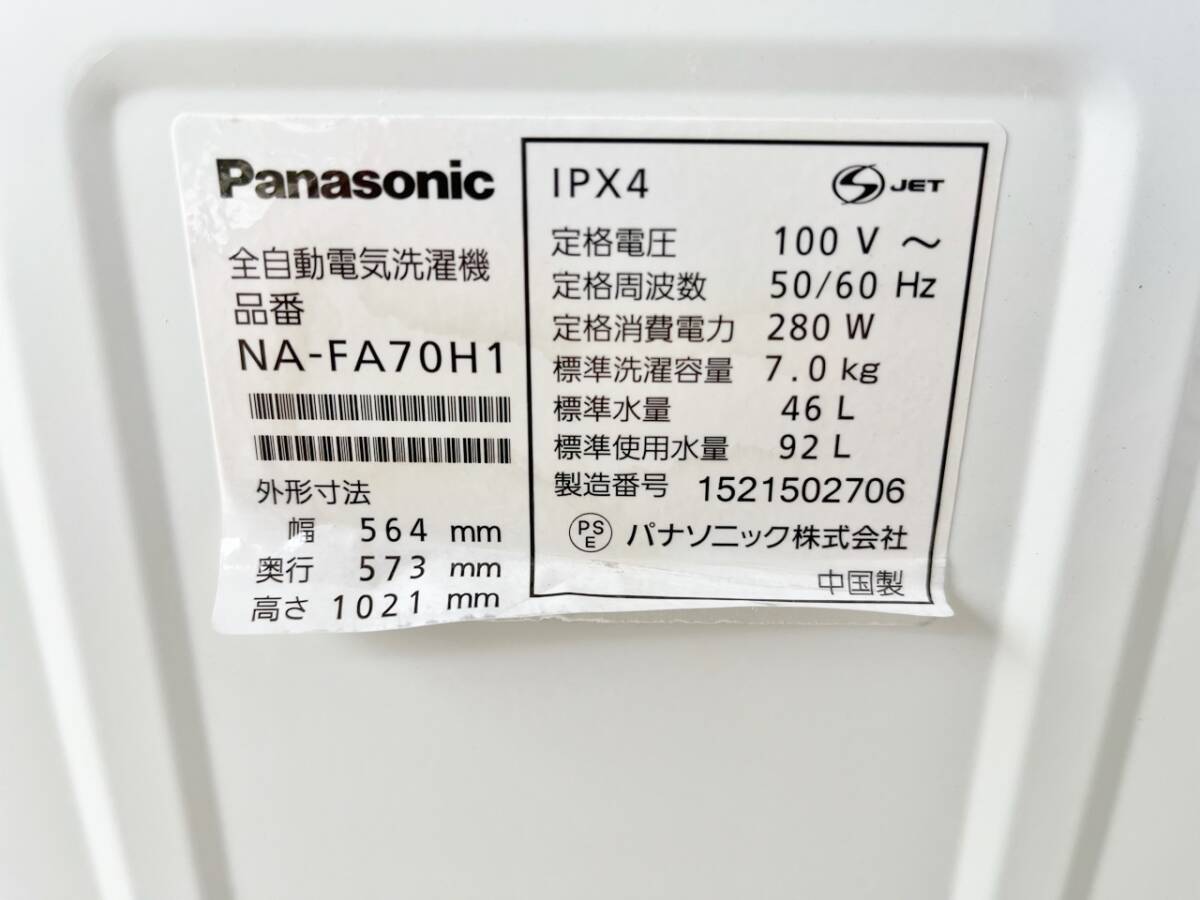 Panasonic
全自動電気洗濯機
品番
NA-FA70H1
外形寸法
幅 564 mm
奥行 573 mm
高さ 1021 mm
IPX4
S JET
定格電圧 100 V ～
定格周波数 50/60 Hz
定格消費電力 280 W
標準洗濯容量 7.0 kg
標準水量 46 L
標準使用水量 92 L
製造番号 1521502706
PSE パナソニック株式会社
中国製